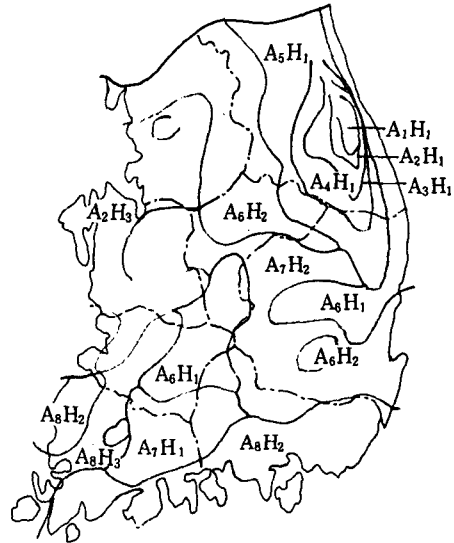 A₅H₁
A₁H₁
A₂H₁
A₄H₁
A₃H₁
A₂H₃
A₆H₂
A₇H₂
A₆H₁
A₆H₂
A₆H₁
A₈H₂
A₈H₃
A₇H₁
A₈H₂